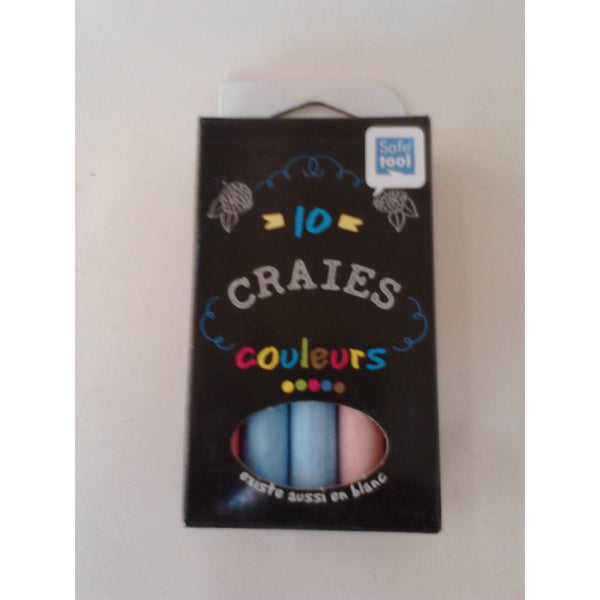 Safe
tool
10
CRAIES
couleurs
existe aussi en blanc